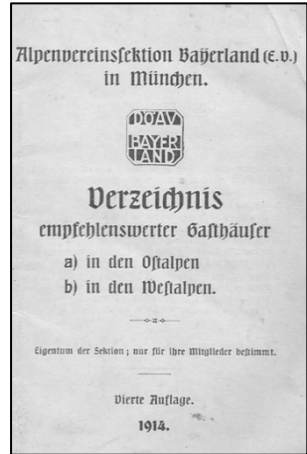 Alpenvereinssektion Bayerland (E.V.)
in München.
DÖAV
BAYER
LAND
Verzeichnis
empfehlenswerter Gasthäuser
a) in den Ostalpen
b) in den Westalpen.
Eigentum der Sektion; nur für ihre Mitglieder bestimmt.
Vierte Auflage.
1914.